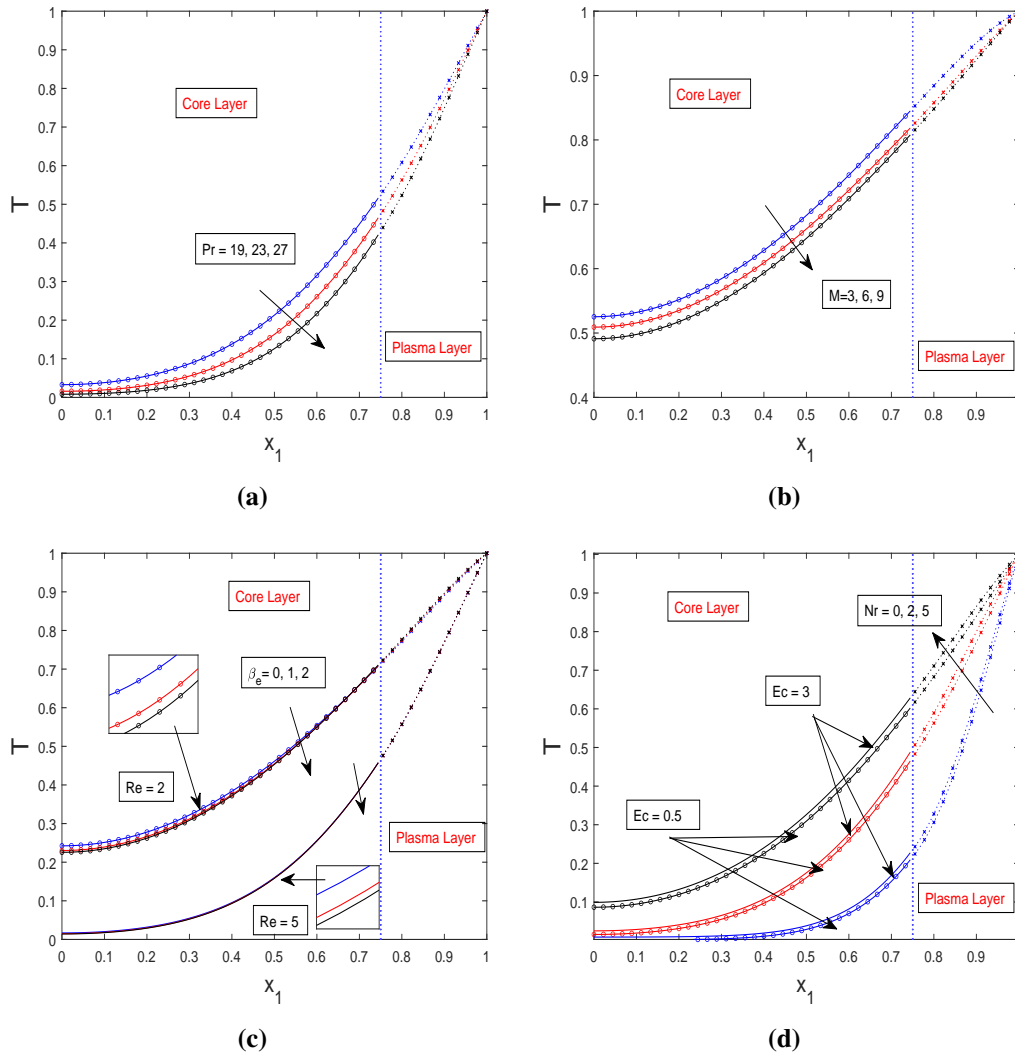 1
0.9
0.8
0.7
0.6
0.5
0.4
0.3
0.2
0.1
0
T
Core Layer
Pr = 19, 23, 27
Plasma Layer
0 0.1 0.2 0.3 0.4 0.5 0.6 0.7 0.8 0.9 1
x_1
(a)
1
0.9
0.8
0.7
0.6
0.5
0.4
T
Core Layer
M=3, 6, 9
Plasma Layer
0 0.1 0.2 0.3 0.4 0.5 0.6 0.7 0.8 0.9
x_1
(b)
1
0.9
0.8
0.7
0.6
0.5
0.4
0.3
0.2
0.1
0
T
Core Layer
β_e= 0, 1, 2
Re = 2
Plasma Layer
Re = 5
0 0.1 0.2 0.3 0.4 0.5 0.6 0.7 0.8 0.9 1
x_1
(c)
1
0.9
0.8
0.7
0.6
0.5
0.4
0.3
0.2
0.1
T
Core Layer
Nr = 0, 2, 5
Ec = 3
Ec = 0.5
Plasma Layer
0 0.1 0.2 0.3 0.4 0.5 0.6 0.7 0.8 0.9
x_1
(d)